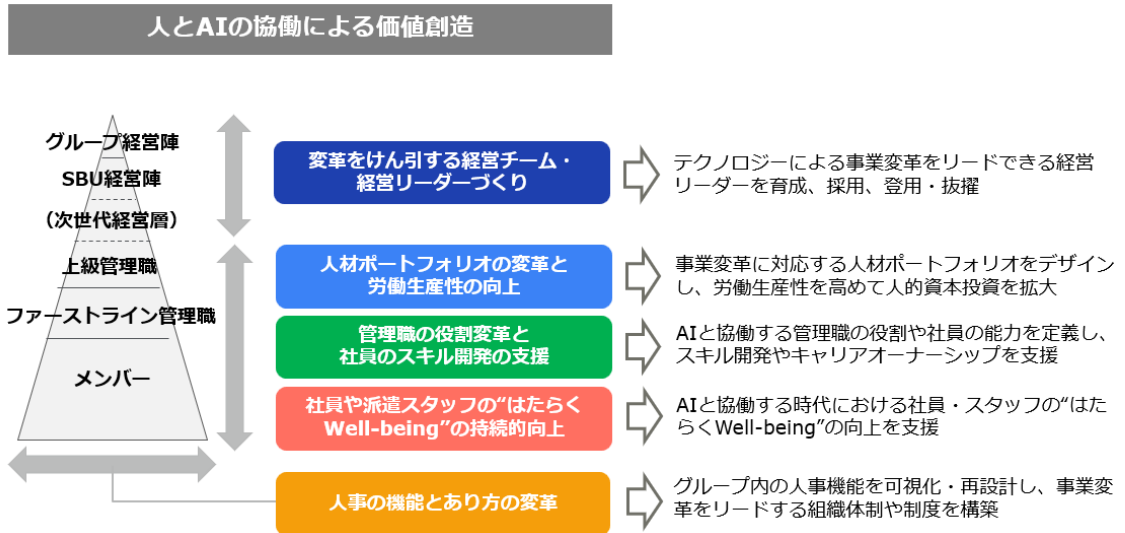 人とAIの協働による価値創造
グループ経営陣
SBU経営陣
（次世代経営層）
上級管理職
ファーストライン管理職
メンバー
変革をけん引する経営チーム・
経営リーダーづくり
テクノロジーによる事業変革をリードできる経営
リーダーを育成、採用、登用・抜擢
人材ポートフォリオの変革と
労働生産性の向上
事業変革に対応する人材ポートフォリオをデザイン
し、労働生産性を高めて人的資本投資を拡大
管理職の役割変革と
社員のスキル開発の支援
AIと協働する管理職の役割や社員の能力を定義し、
スキル開発やキャリアオーナーシップを支援
社員や派遣スタッフの“はたらく
Well-being”の持続的向上
AIと協働する時代における社員・スタッフの“はた
らくWell-being”の向上を支援
人事の機能とあり方の変革
グループ内の人事機能を可視化・再設計し、事業変
革をリードする組織体制や制度を構築